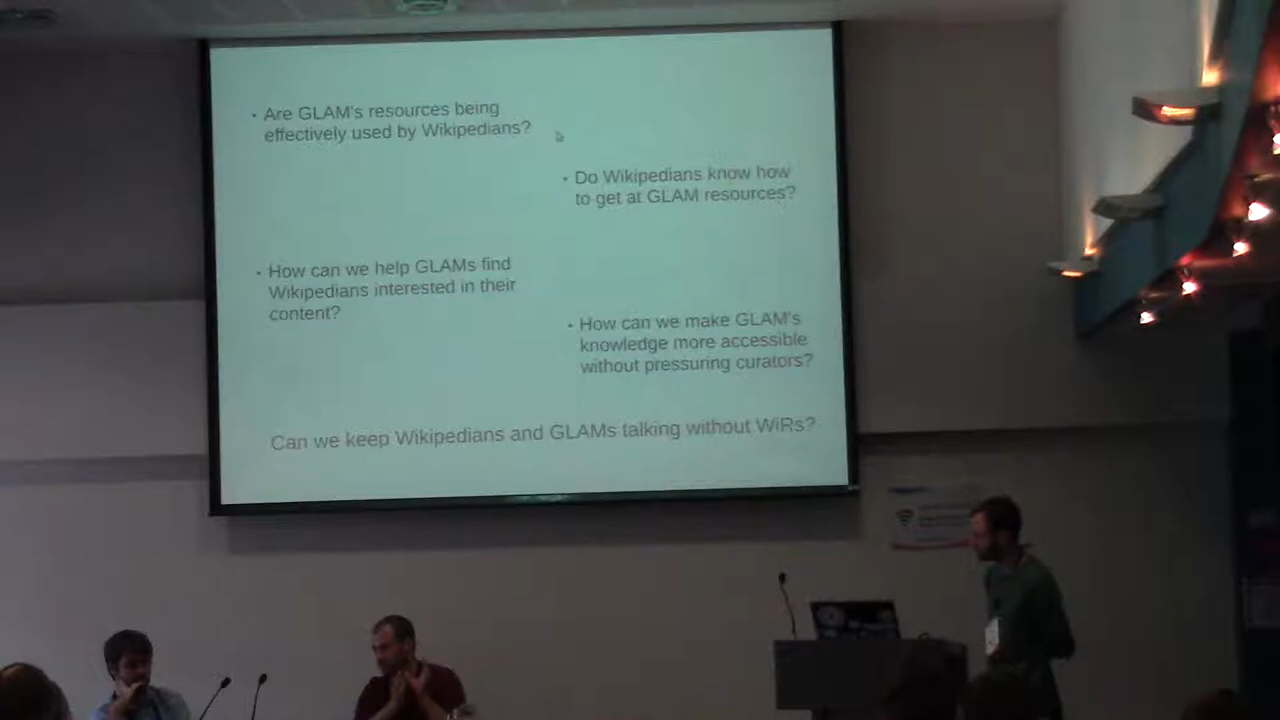 Are GLAM's resources being
effectively used by Wikipedians?
Do Wikipedians know how
to get at GLAM resources?
How can we help GLAMs find
Wikipedians interested in their
content?
How can we make GLAM's
knowledge more accessible
without pressuring curators?
Can we keep Wikipedians and GLAMs talking without WiRs?